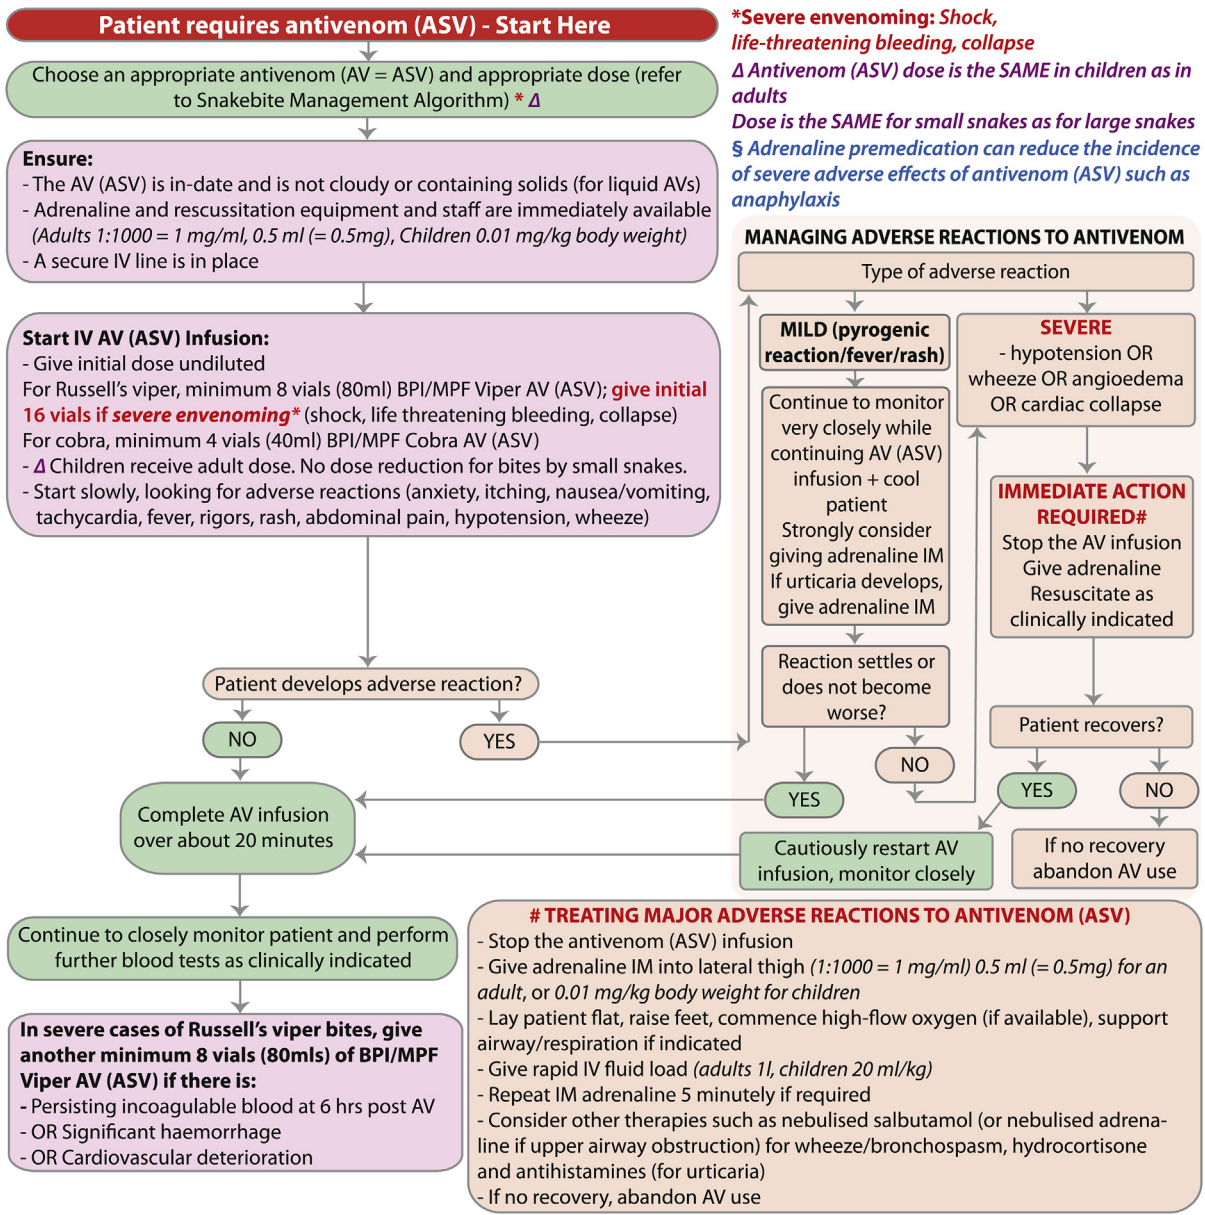 Patient requires antivenom (ASV) - Start Here
Choose an appropriate antivenom (AV = ASV) and appropriate dose (refer
to Snakebite Management Algorithm) * Δ
Ensure:
- The AV (ASV) is in-date and is not cloudy or containing solids (for liquid AVs)
- Adrenaline and rescussitation equipment and staff are immediately available
(Adults 1:1000 = 1 mg/ml, 0.5 ml (= 0.5mg), Children 0.01 mg/kg body weight)
- A secure IV line is in place
Start IV AV (ASV) Infusion:
- Give initial dose undiluted
For Russell's viper, minimum 8 vials (80ml) BPI/MPF Viper AV (ASV); give initial
16 vials if severe envenoming* (shock, life threatening bleeding, collapse)
For cobra, minimum 4 vials (40ml) BPI/MPF Cobra AV (ASV)
- Δ Children receive adult dose. No dose reduction for bites by small snakes.
- Start slowly, looking for adverse reactions (anxiety, itching, nausea/vomiting,
tachycardia, fever, rigors, rash, abdominal pain, hypotension, wheeze)
Patient develops adverse reaction?
NO
YES
Complete AV infusion
over about 20 minutes
Continue to closely monitor patient and perform
further blood tests as clinically indicated
In severe cases of Russell's viper bites, give
another minimum 8 vials (80mls) of BPI/MPF
Viper AV (ASV) if there is:
- Persisting incoagulable blood at 6 hrs post AV
- OR Significant haemorrhage
- OR Cardiovascular deterioration
*Severe envenoming: Shock,
life-threatening bleeding, collapse
Δ Antivenom (ASV) dose is the SAME in children as in
adults
Dose is the SAME for small snakes as for large snakes
§ Adrenaline premedication can reduce the incidence
of severe adverse effects of antivenom (ASV) such as
anaphylaxis
MANAGING ADVERSE REACTIONS TO ANTIVENOM
Type of adverse reaction
MILD (pyrogenic
reaction/fever/rash)
Continue to monitor
very closely while
continuing AV (ASV)
infusion + cool
patient
Strongly consider
giving adrenaline IM
If urticaria develops,
give adrenaline IM
Reaction settles or
does not become
worse?
NO
YES
SEVERE
- hypotension OR
wheeze OR angioedema
OR cardiac collapse
IMMEDIATE ACTION
REQUIRED#
Stop the AV infusion
Give adrenaline
Resuscitate as
clinically indicated
Patient recovers?
YES
NO
Cautiously restart AV
infusion, monitor closely
If no recovery
abandon AV use
# TREATING MAJOR ADVERSE REACTIONS TO ANTIVENOM (ASV)
- Stop the antivenom (ASV) infusion
- Give adrenaline IM into lateral thigh (1:1000 = 1 mg/ml) 0.5 ml (= 0.5mg) for an
adult, or 0.01 mg/kg body weight for children
- Lay patient flat, raise feet, commence high-flow oxygen (if available), support
airway/respiration if indicated
- Give rapid IV fluid load (adults 1l, children 20 ml/kg)
- Repeat IM adrenaline 5 minutely if required
- Consider other therapies such as nebulised salbutamol (or nebulised adrena-
line if upper airway obstruction) for wheeze/bronchospasm, hydrocortisone
and antihistamines (for urticaria)
- If no recovery, abandon AV use